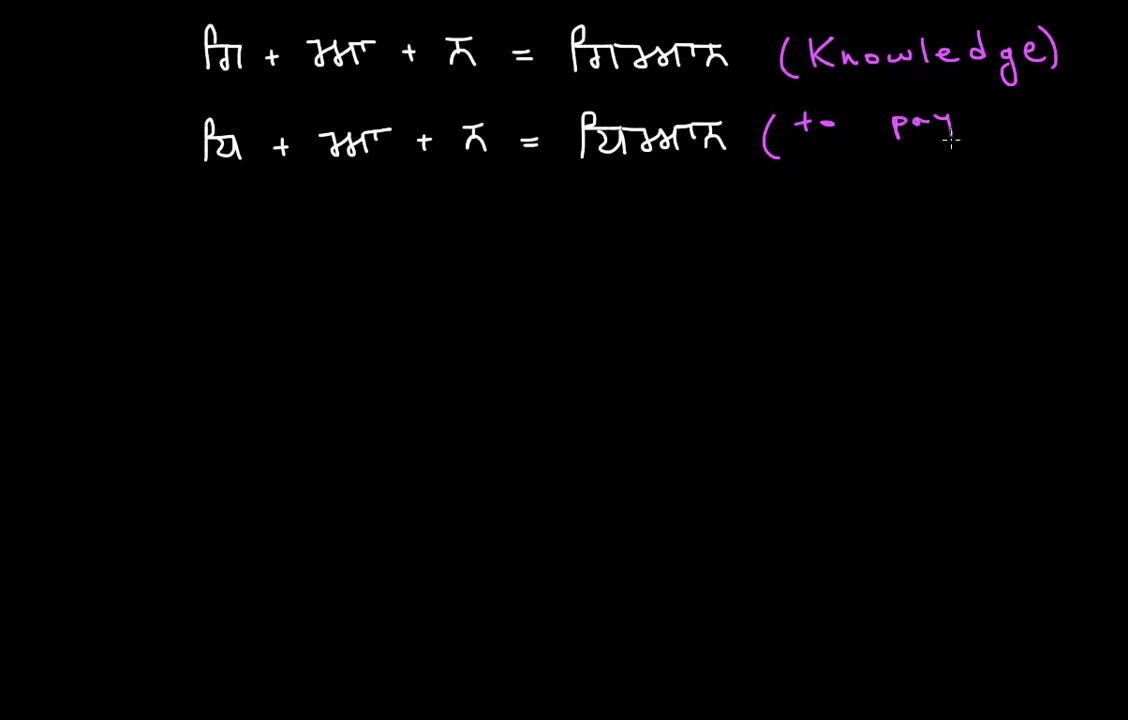 ਗਿ + ਆ + ਨ = ਗਿਆਨ (Knowledge)
ਧਿ + ਆ + ਨ = ਧਿਆਨ (to pay